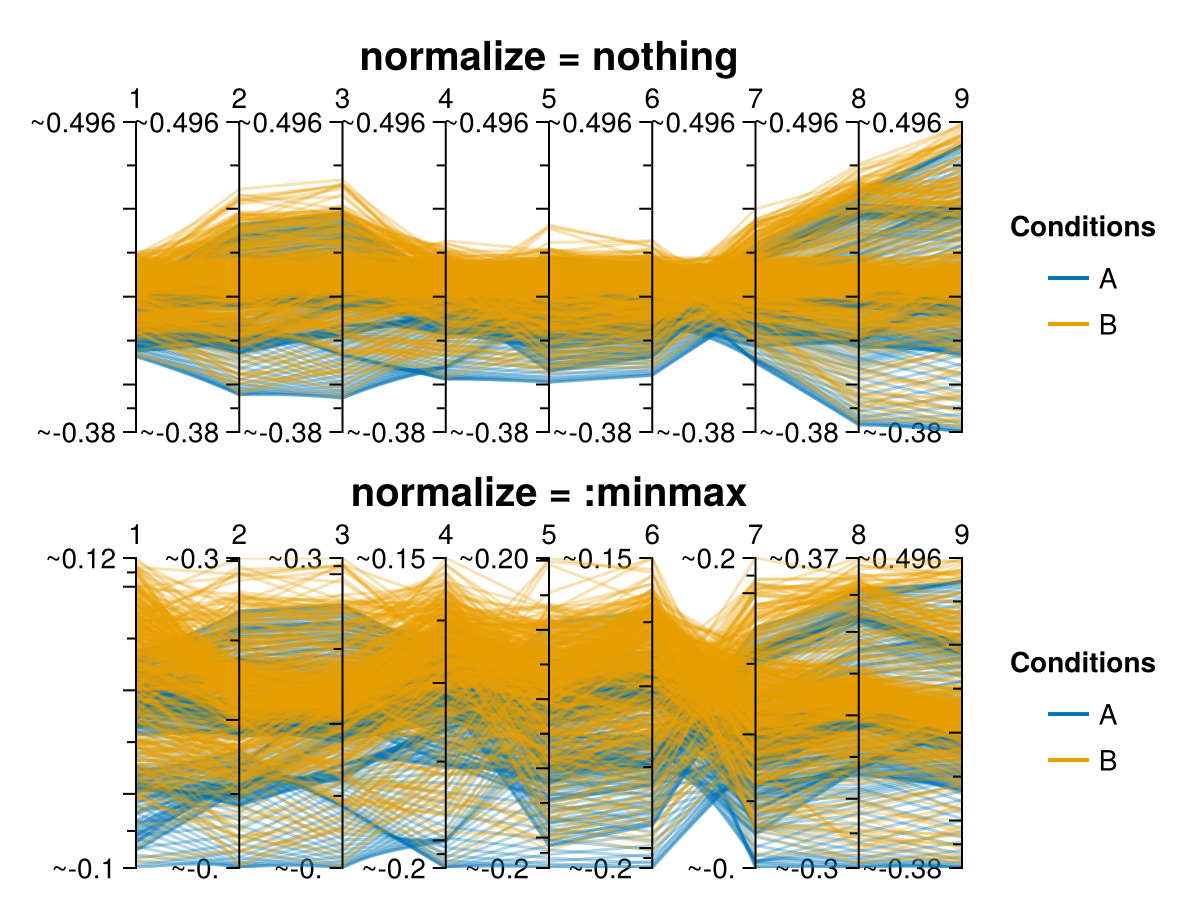 normalize = nothing
1 2 3 4 5 6 7 8 9
~0.496 ~0.496 ~0.496 ~0.496 ~0.496 ~0.496 ~0.496 ~0.496 ~0.496
Conditions
A
B
~-0.38 ~-0.38 ~-0.38 ~-0.38 ~-0.38 ~-0.38 ~-0.38 ~-0.38 ~-0.38
normalize = :minmax
1 2 3 4 5 6 7 8 9
~0.12 ~0.3 ~0.3 ~0.15 ~0.20 ~0.15 ~0.2 ~0.37 ~0.496
Conditions
A
B
~-0.1 ~-0. ~-0. ~-0.2 ~-0.2 ~-0.2 ~-0. ~-0.3 ~-0.38